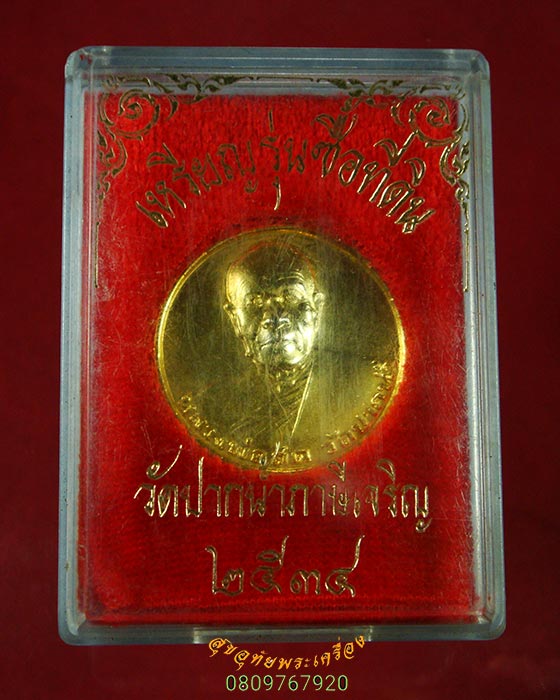 เหรียญรุ่นซื้อที่ดิน
วัดปากน้ำภาษีเจริญ
๒๕๓๔
สุขอุทัยพระเครื่อง
0809767920